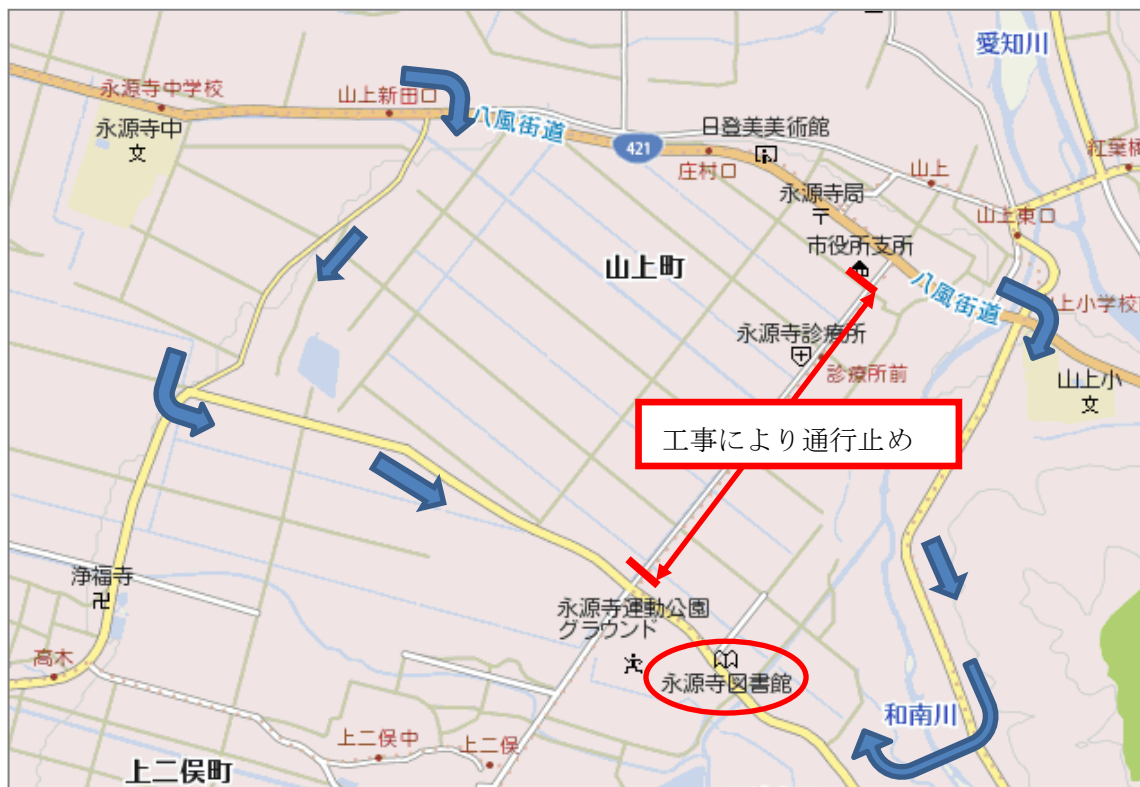 愛知川
永源寺中学校
山上新田口
八風街道
日登美美術館
永源寺中
421
庄村口
山上
紅葉橋
永源寺局
山上東口
市役所支所
山上町
八風街道
山上小学校前
永源寺診療所
診療所前
山上小
工事により通行止め
浄福寺
永源寺運動公園
グラウンド
高木
永源寺図書館
和南川
上二俣中
上二俣
上二俣町